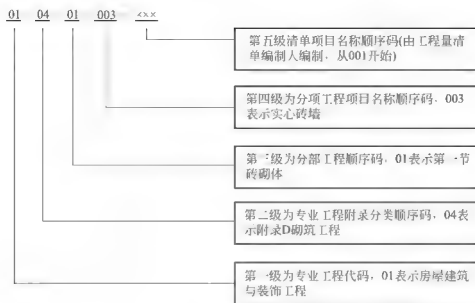 01 04 01 003 ×××
第五级清单项目名称顺序码(由工程量清
单编制人编制，从001开始)
第四级为分项工程项目名称顺序码，003
表示实心砖墙
第三级为分部工程顺序码，01表示第一节
砖砌体
第二级为专业工程附录分类顺序码，04表
示附录D砌筑工程
第一级为专业工程代码，01表示房屋建筑
与装饰工程